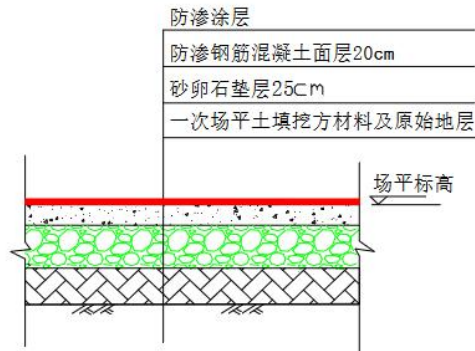 防渗涂层
防渗钢筋混凝土面层20cm
砂卵石垫层25cm
一次场平土填挖方材料及原始地层
场平标高